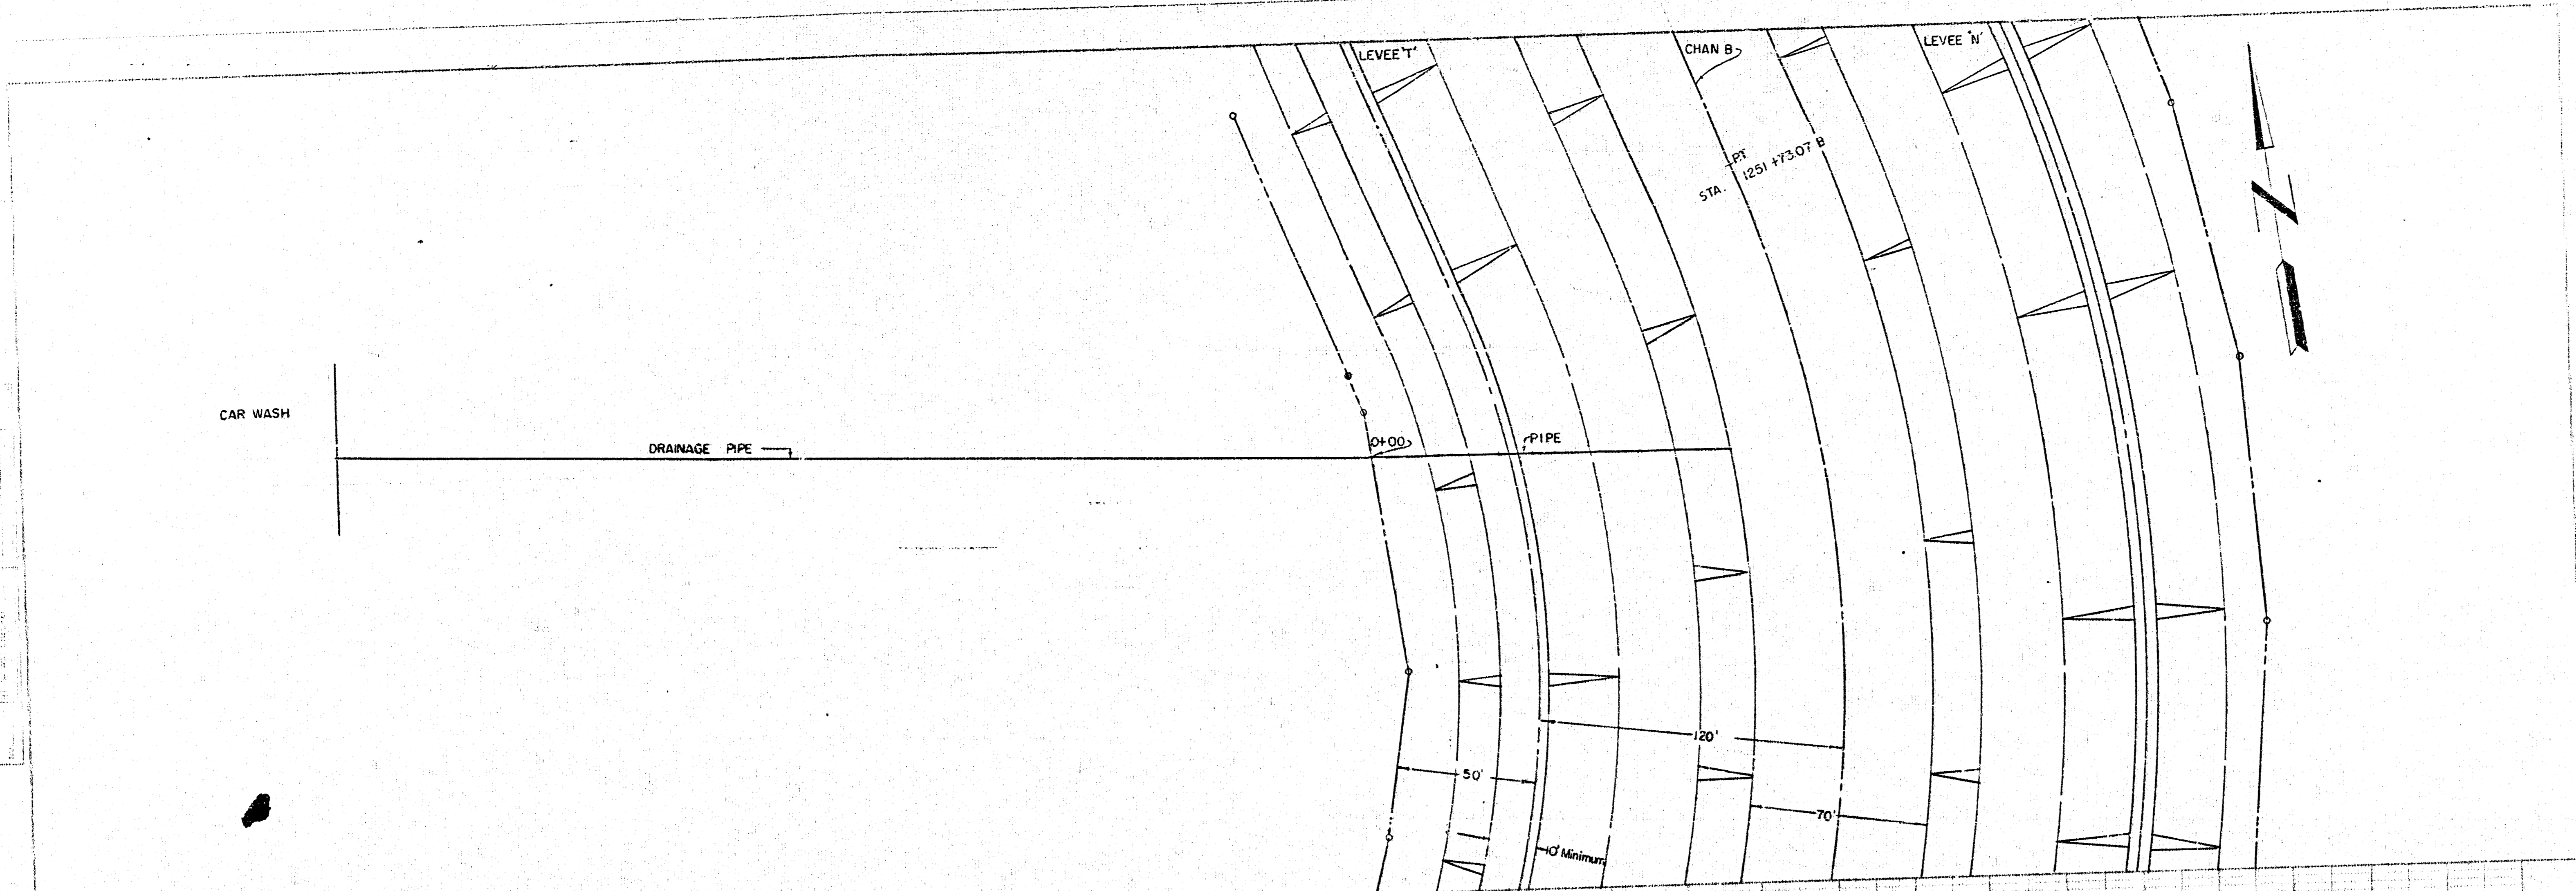 LEVEE 'T'
CHAN B
LEVEE 'N'
P.T.
STA. 1251 +73.07 B
N
CAR WASH
DRAINAGE PIPE
0+00
PIPE
120'
50'
70'
10' Minimum